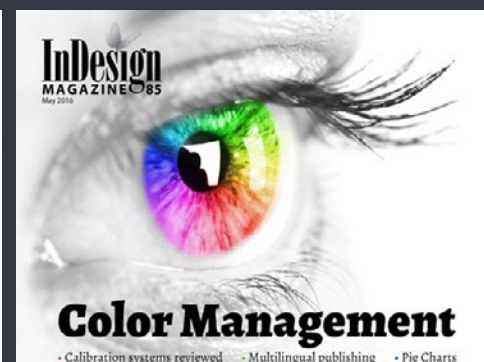 InDesign
MAGAZINE 85
May 2016
Color Management
• Calibration systems reviewed • Multilingual publishing • Pie Charts